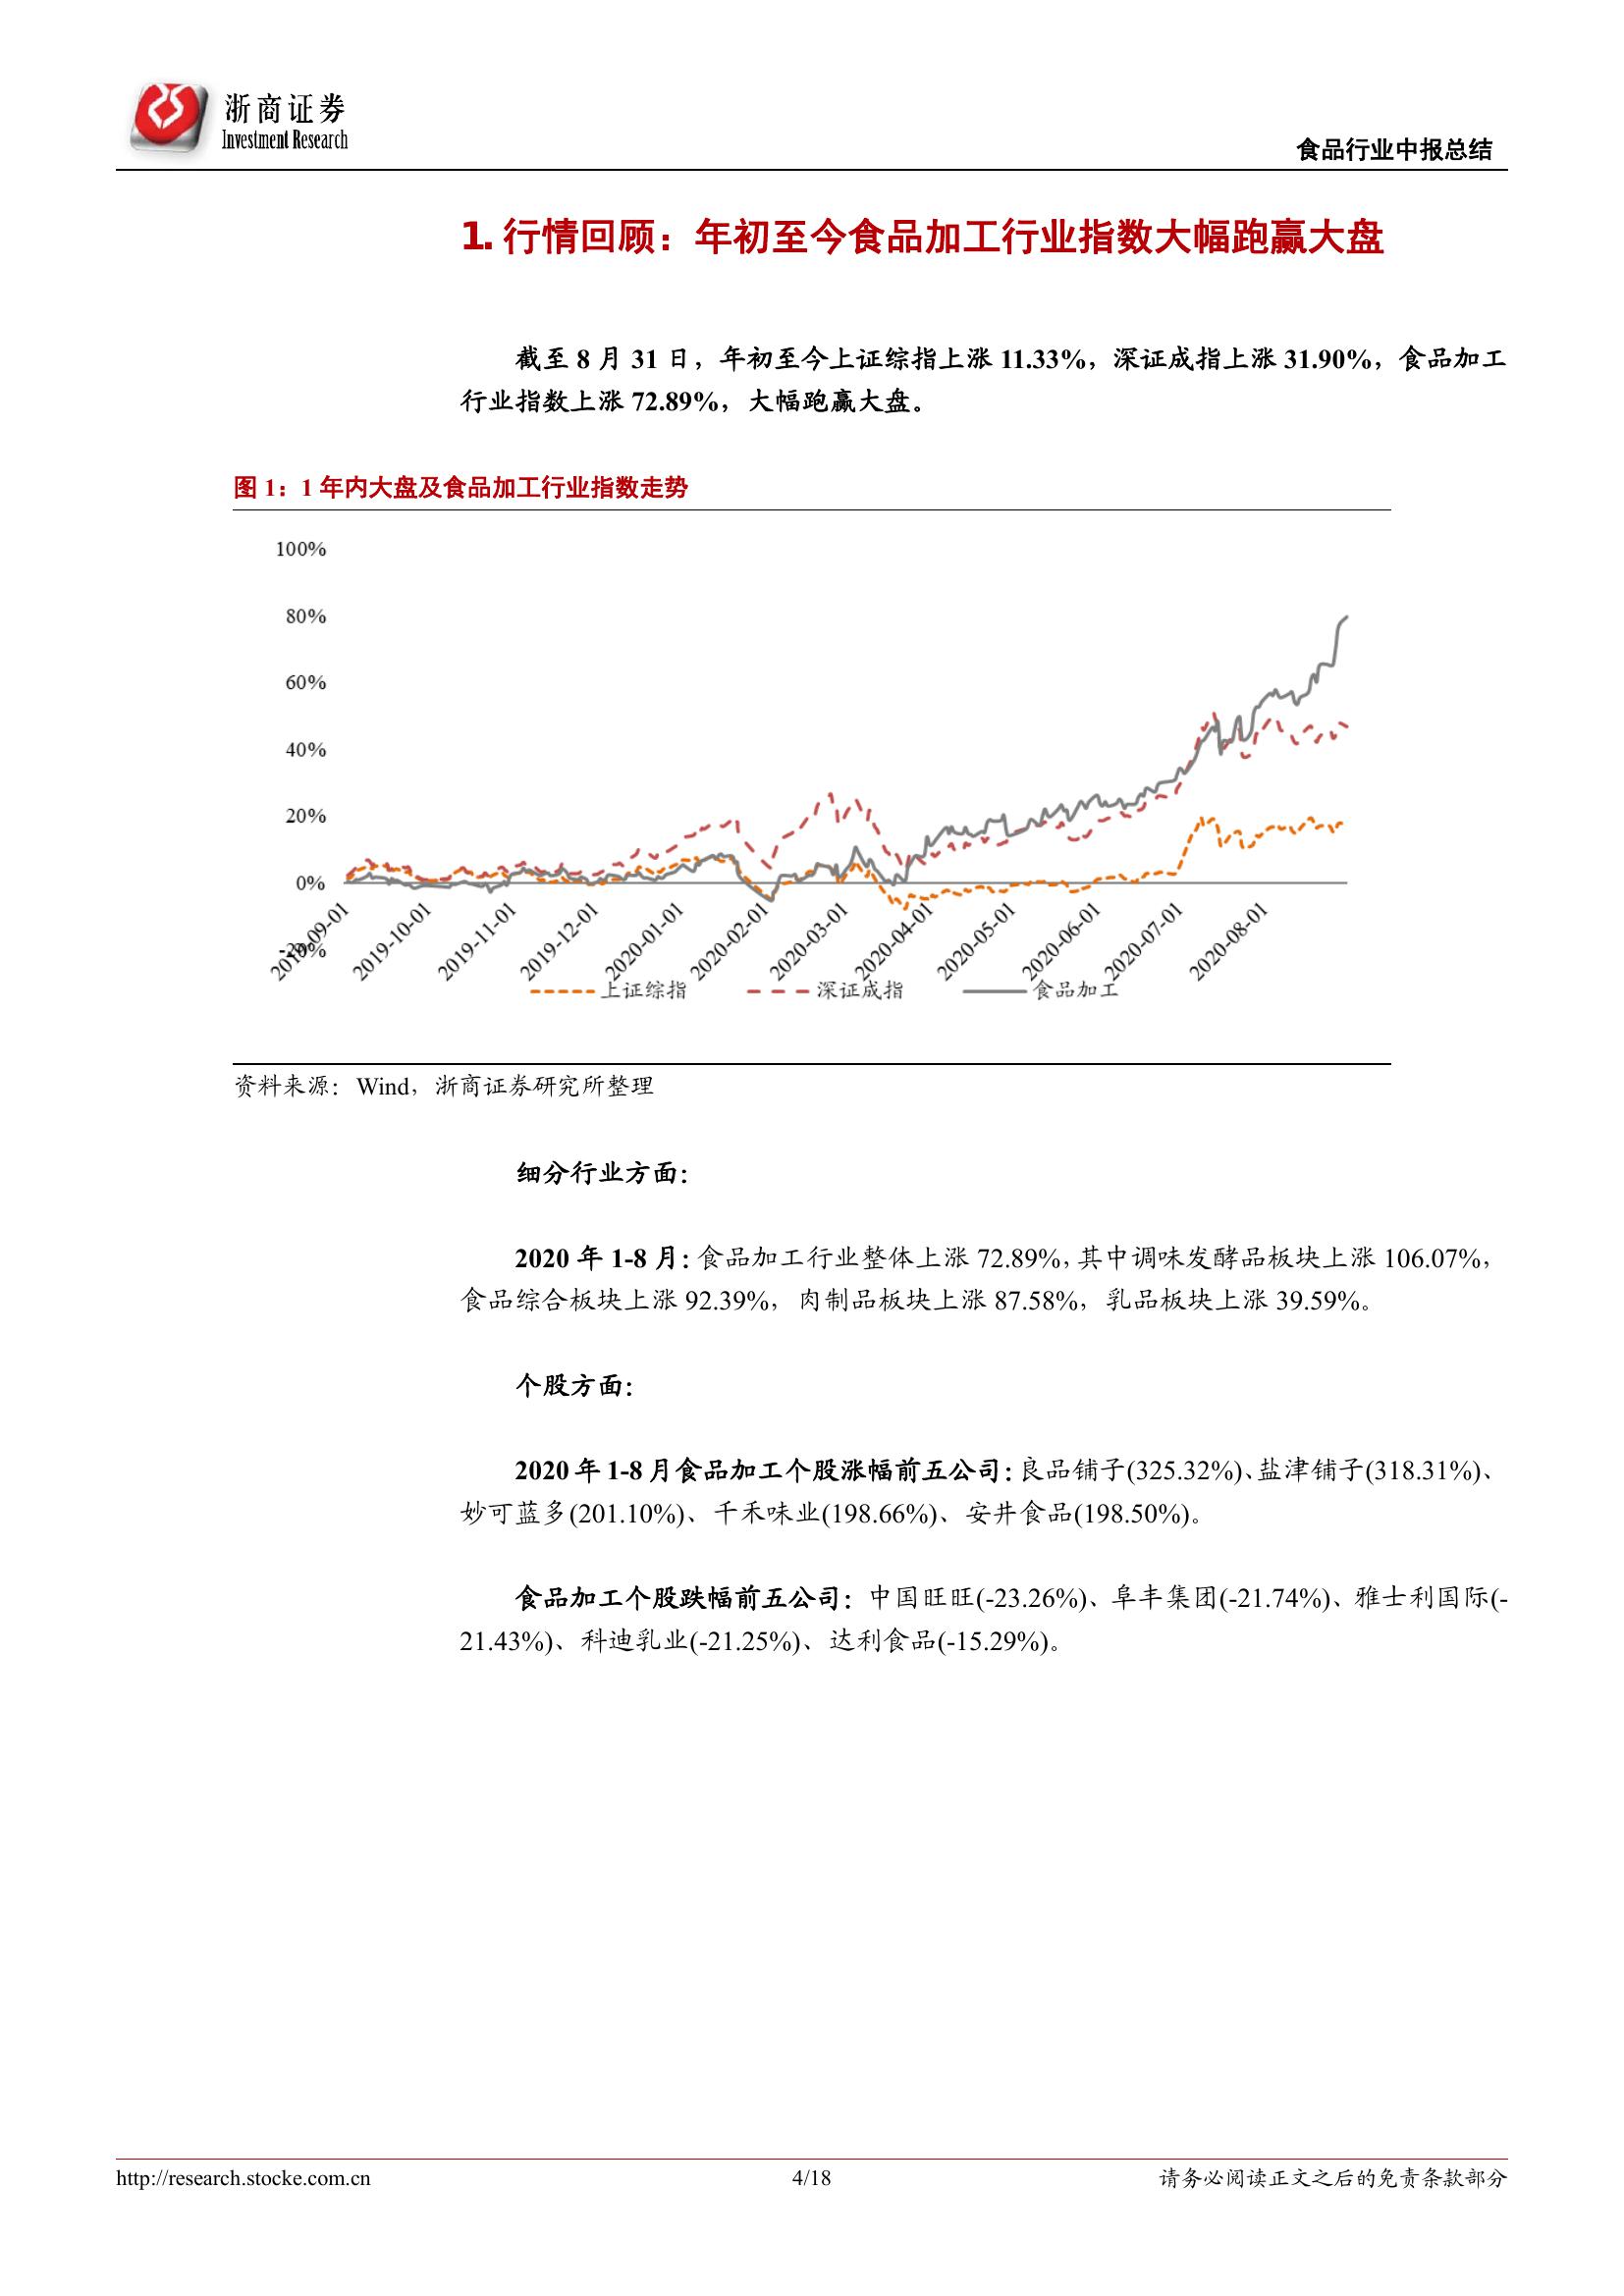 浙商证券
Investment Research
食品行业中报总结
1. 行情回顾：年初至今食品加工行业指数大幅跑赢大盘
截至 8 月 31 日，年初至今上证综指上涨 11.33%，深证成指上涨 31.90%，食品加工
行业指数上涨 72.89%，大幅跑赢大盘。
图 1：1 年内大盘及食品加工行业指数走势
100%
80%
60%
40%
20%
0%
-20%
2019-09-01
2019-10-01
2019-11-01
2019-12-01
2020-01-01
2020-02-01
2020-03-01
2020-04-01
2020-05-01
2020-06-01
2020-07-01
2020-08-01
上证综指
深证成指
食品加工
资料来源：Wind，浙商证券研究所整理
细分行业方面：
2020 年 1-8 月：食品加工行业整体上涨 72.89%，其中调味发酵品板块上涨 106.07%，
食品综合板块上涨 92.39%，肉制品板块上涨 87.58%，乳品板块上涨 39.59%。
个股方面：
2020 年 1-8 月食品加工个股涨幅前五公司：良品铺子(325.32%)、盐津铺子(318.31%)、
妙可蓝多(201.10%)、千禾味业(198.66%)、安井食品(198.50%)。
食品加工个股跌幅前五公司：中国旺旺(-23.26%)、阜丰集团(-21.74%)、雅士利国际(-
21.43%)、科迪乳业(-21.25%)、达利食品(-15.29%)。
http://research.stocke.com.cn
4/18
请务必阅读正文之后的免责条款部分